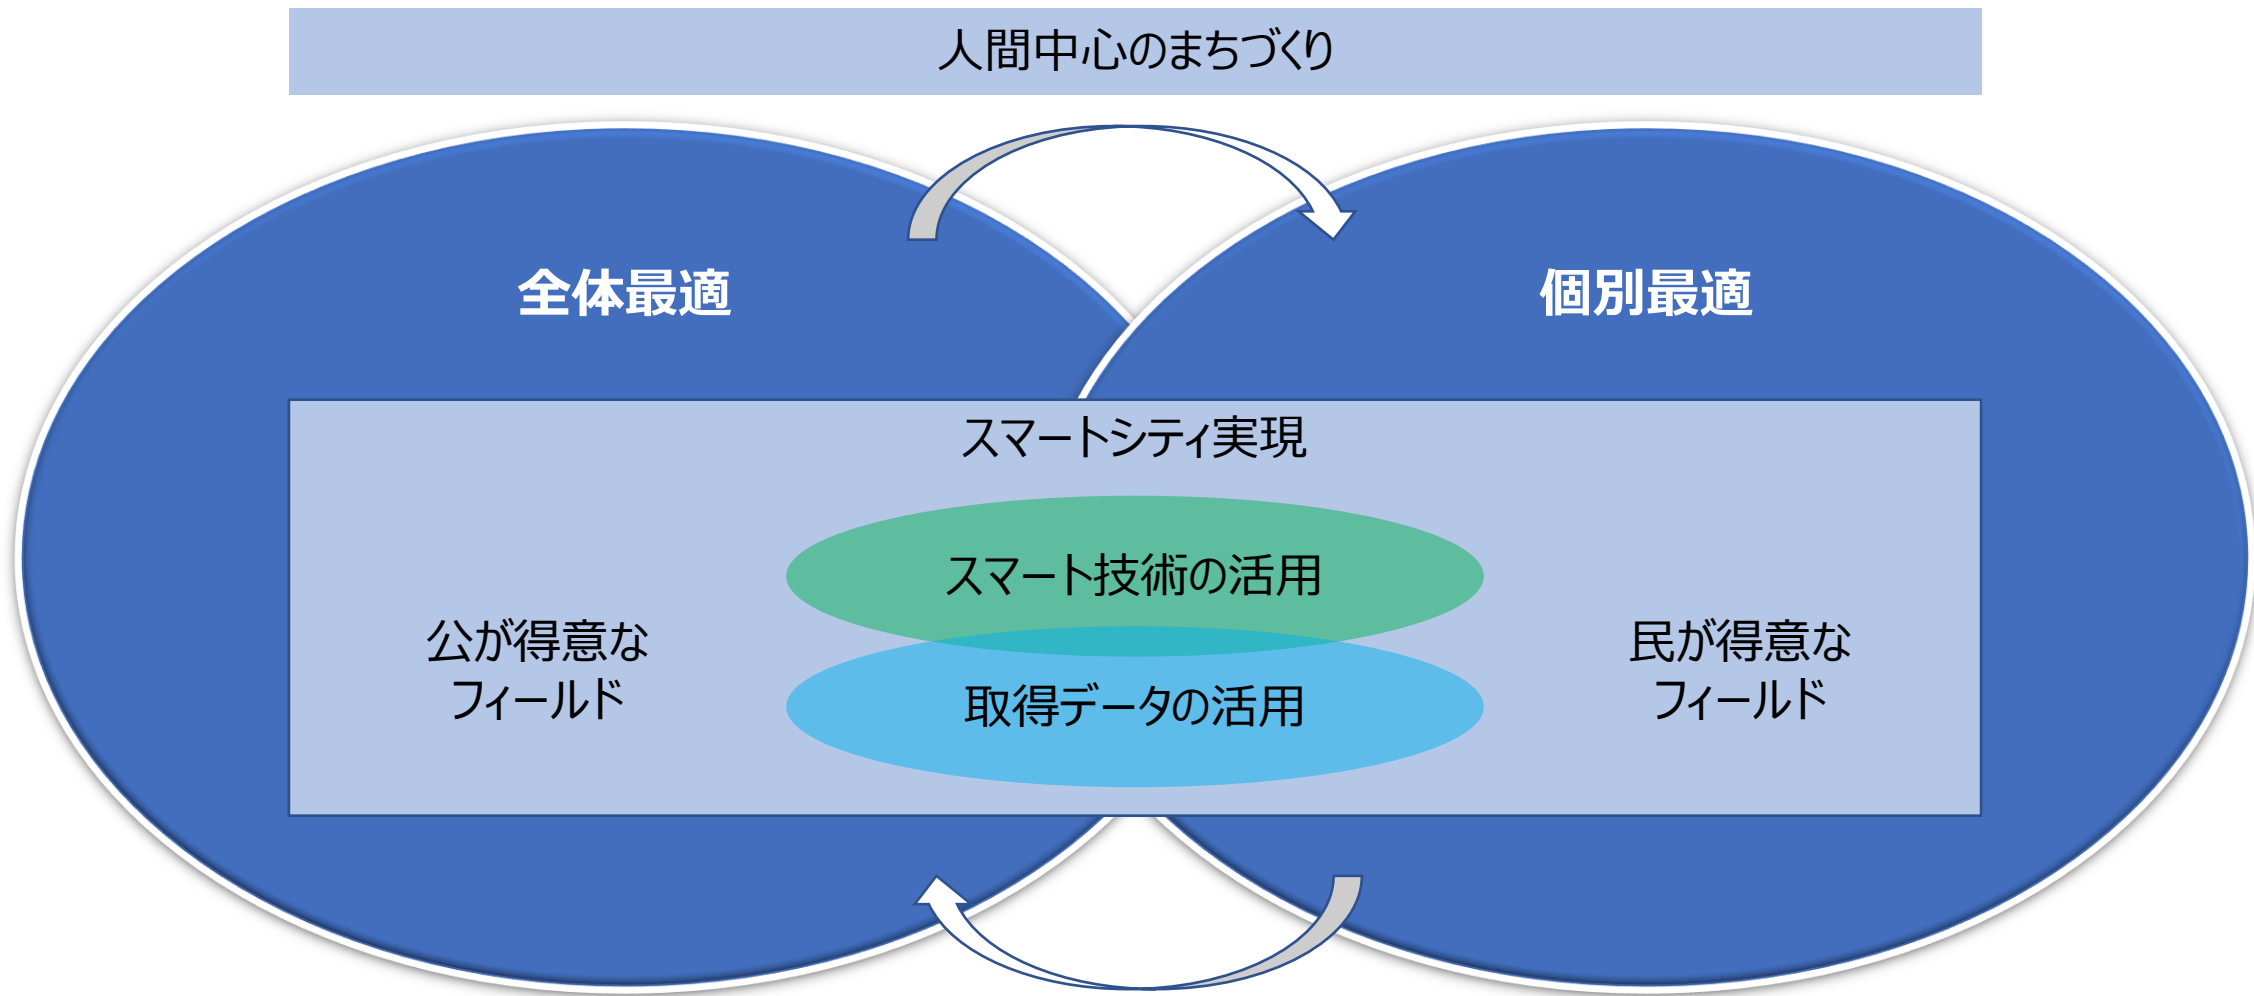 人間中心のまちづくり
全体最適
個別最適
スマートシティ実現
スマート技術の活用
公が得意な
フィールド
取得データの活用
民が得意な
フィールド